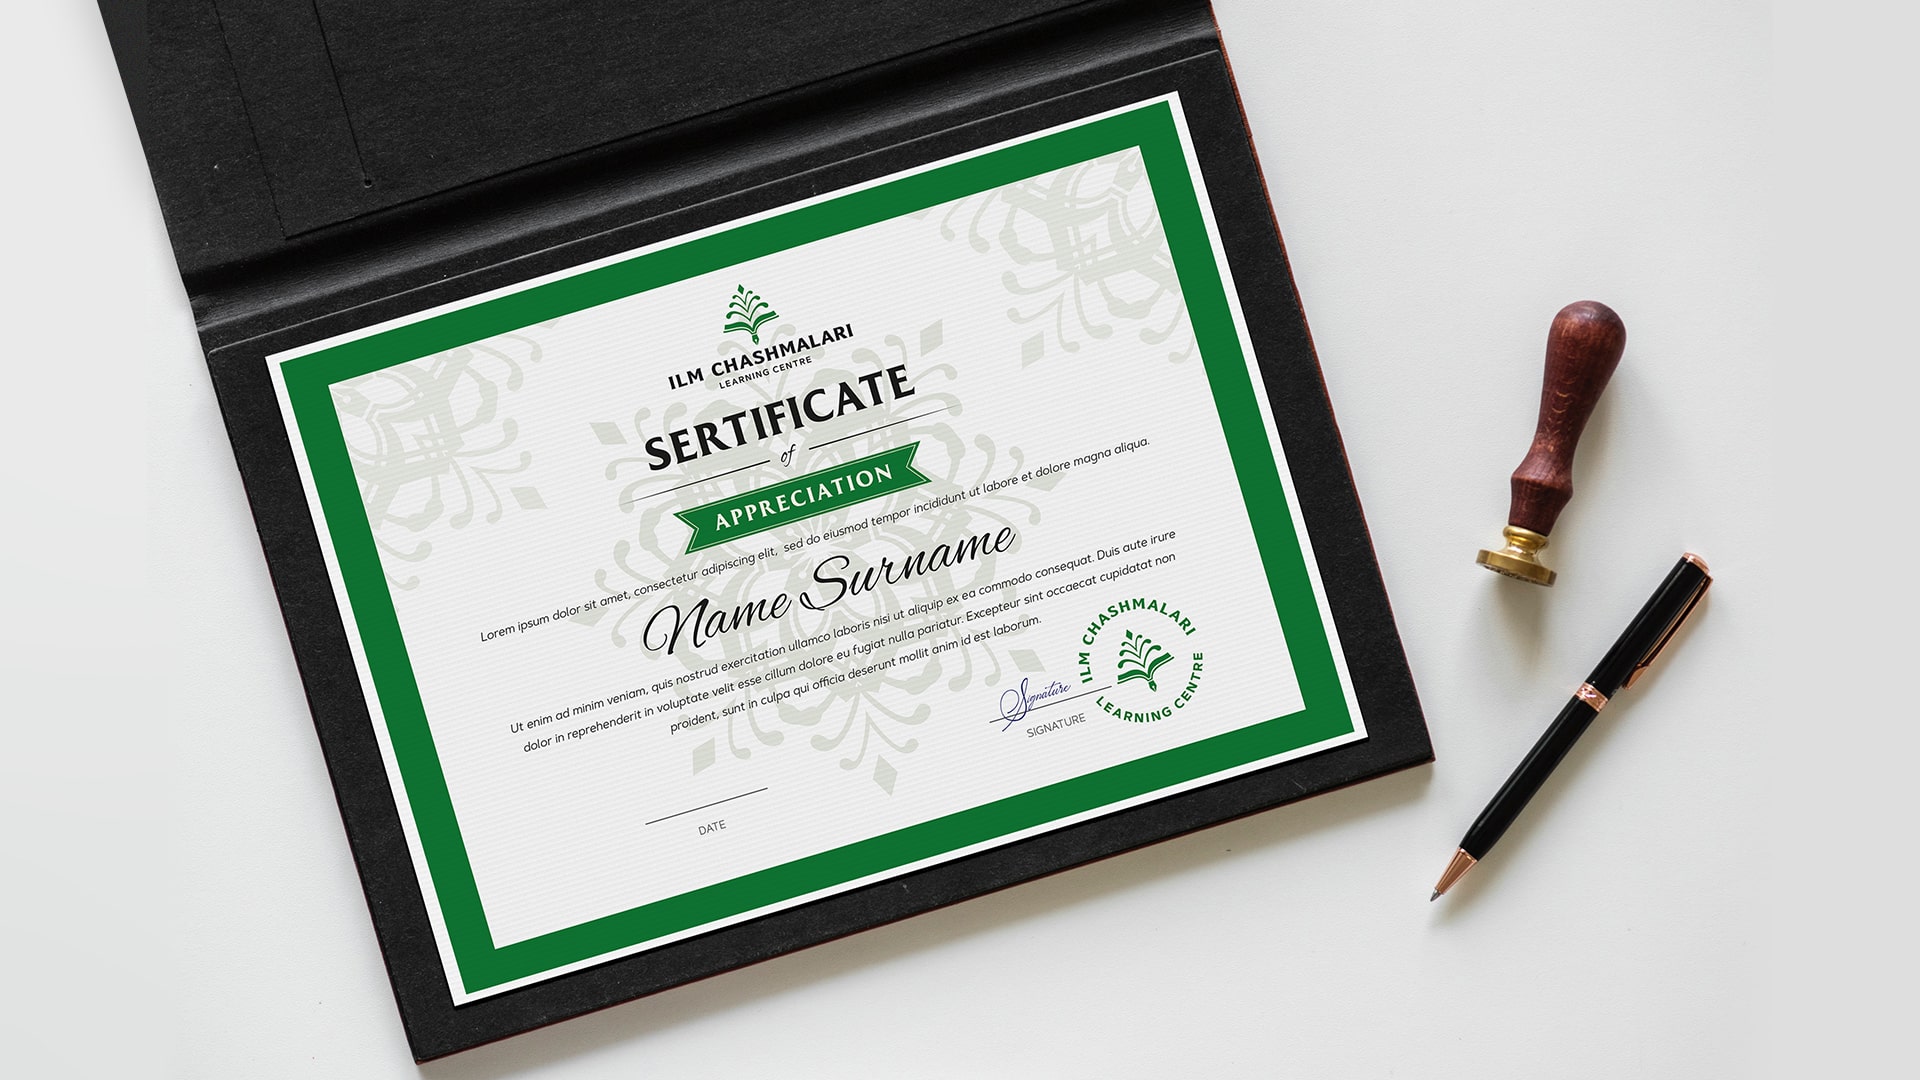 ILM CHASHMALARI
LEARNING CENTRE
SERTIFICATE
of
APPRECIATION
Lorem ipsum dolor sit amet, consectetur adipiscing elit, sed do eiusmod tempor incididunt ut labore et dolore magna aliqua.
Name Surname
Ut enim ad minim veniam, quis nostrud exercitation ullamco laboris nisi ut aliquip ex ea commodo consequat. Duis aute irure
dolor in reprehenderit in voluptate velit esse cillum dolore eu fugiat nulla pariatur. Excepteur sint occaecat cupidatat non
proident, sunt in culpa qui officia deserunt mollit anim id est laborum.
Signature
SIGNATURE
ILM CHASHMALARI
LEARNING CENTRE
DATE